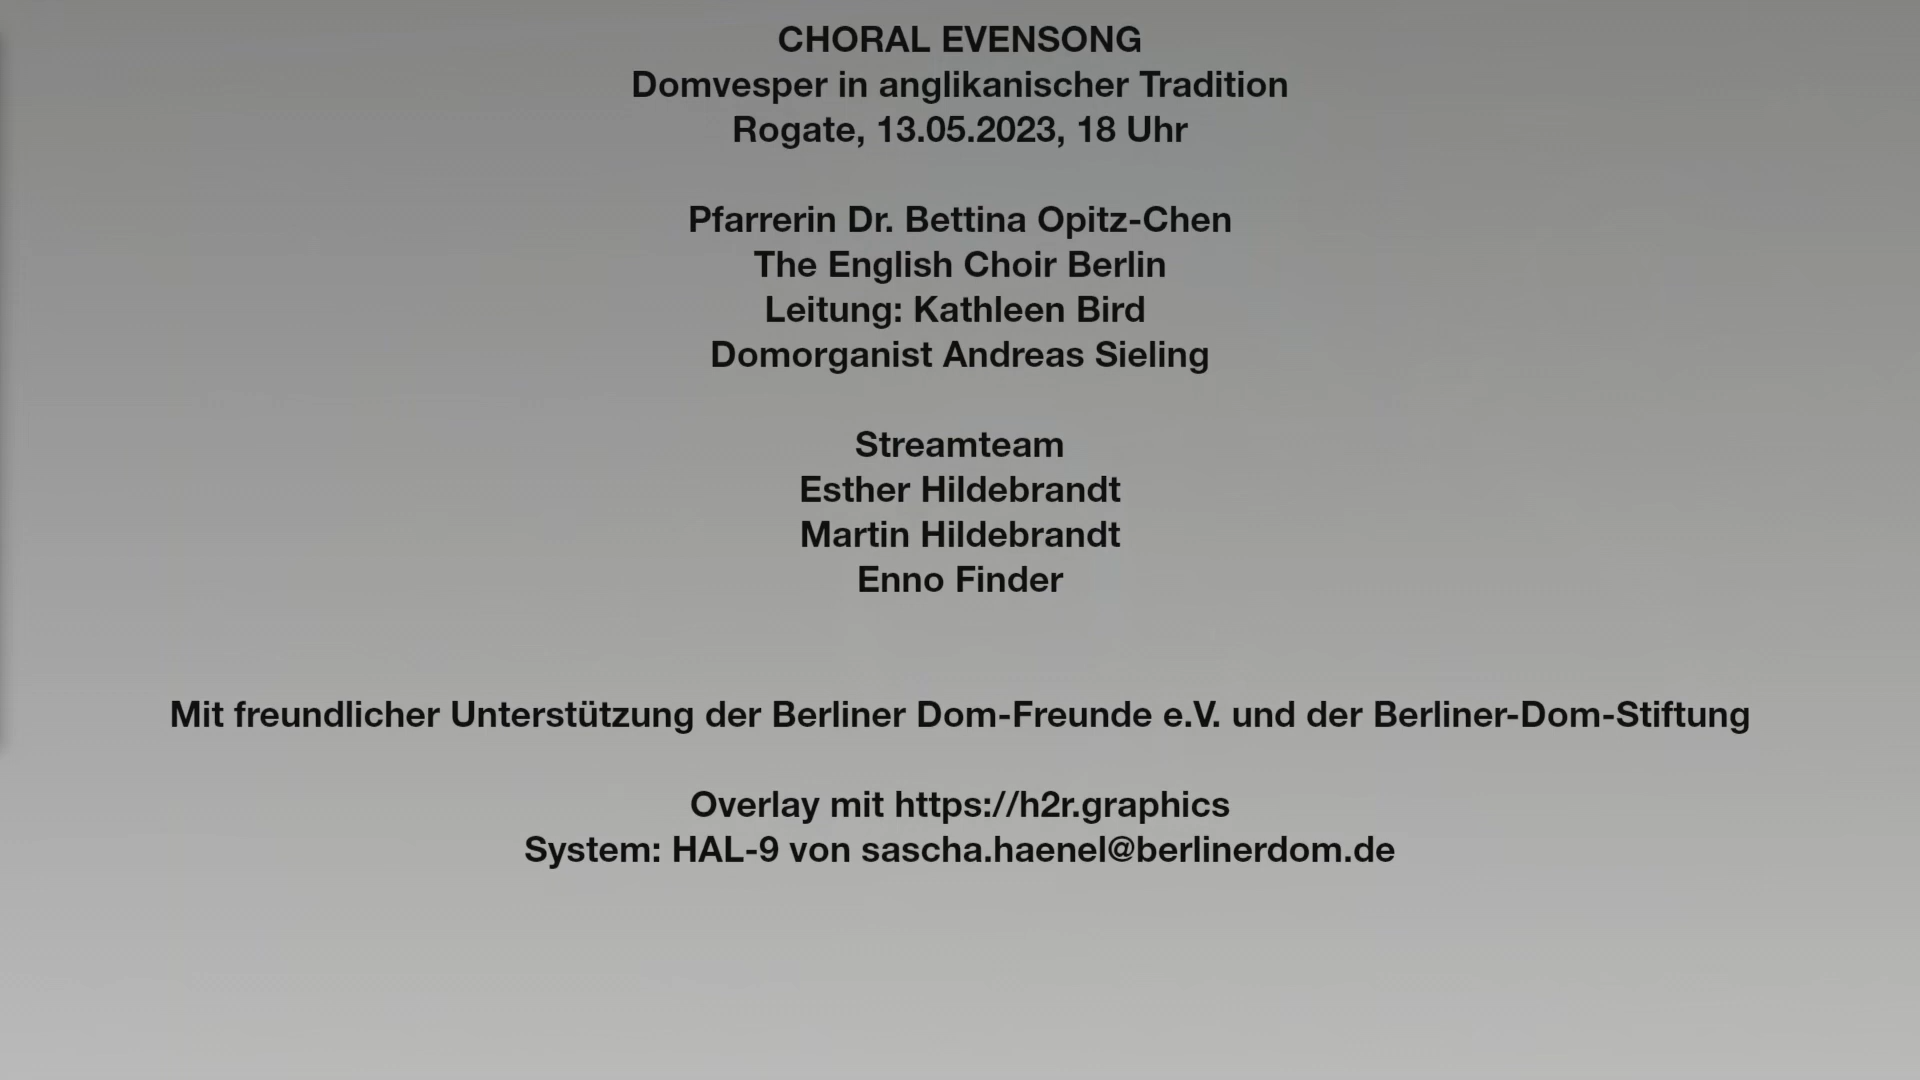 CHORAL EVENSONG
Domvesper in anglikanischer Tradition
Rogate, 13.05.2023, 18 Uhr
Pfarrerin Dr. Bettina Opitz-Chen
The English Choir Berlin
Leitung: Kathleen Bird
Domorganist Andreas Sieling
Streamteam
Esther Hildebrandt
Martin Hildebrandt
Enno Finder
Mit freundlicher Unterstützung der Berliner Dom-Freunde e.V. und der Berliner-Dom-Stiftung
Overlay mit https://h2r.graphics
System: HAL-9 von sascha.haenel@berlinerdom.de